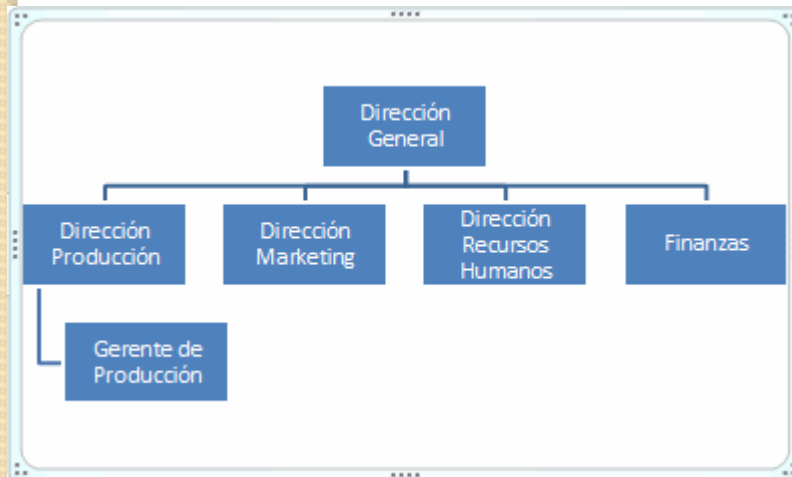 Dirección
General
Dirección
Producción
Dirección
Marketing
Dirección
Recursos
Humanos
Finanzas
Gerente de
Producción